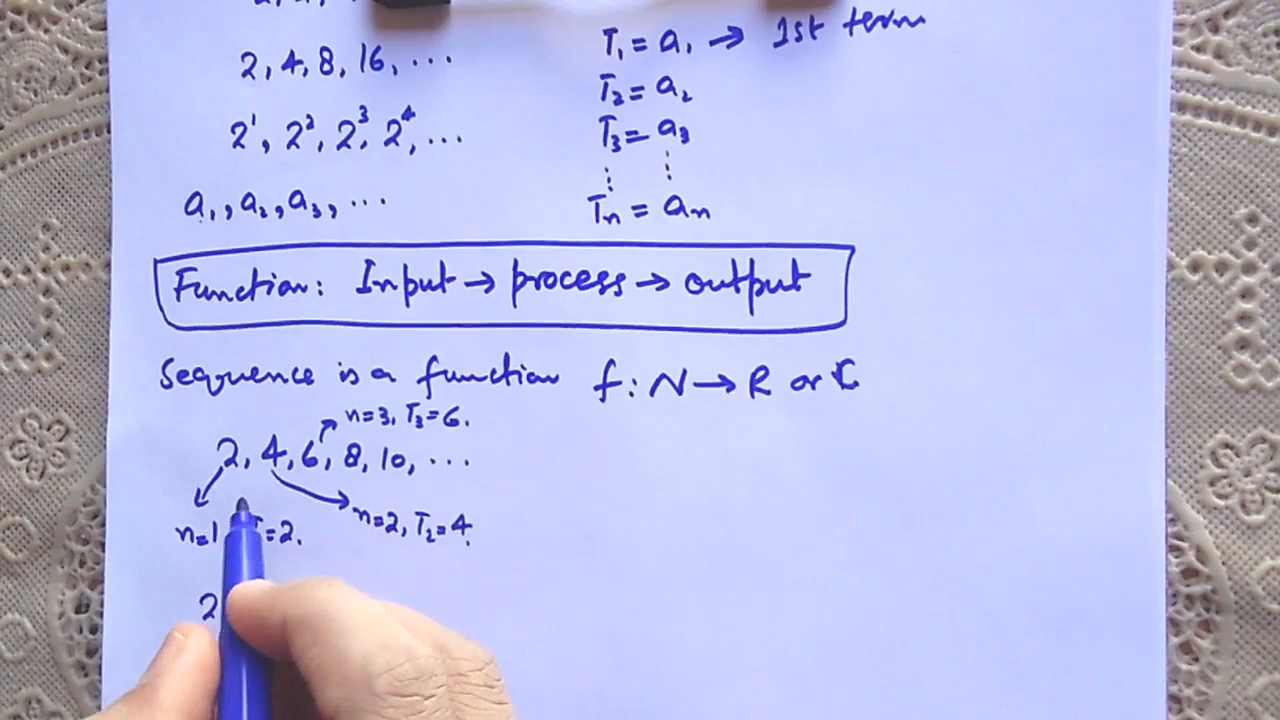 2, 4, 8, 16, ...
2¹, 2², 2³, 2⁴, ...
a₁, a₂, a₃, ...
T₁ = a₁ → 1st term
T₂ = a₂
T₃ = a₃
⋮ ⋮
Tₙ = aₙ
Function: Input → process → output
Sequence is a function f: N → R or ℂ
n=3, T₃=6.
2, 4, 6, 8, 10, ...
n=2, T₂=4.
n=1 =2.
2